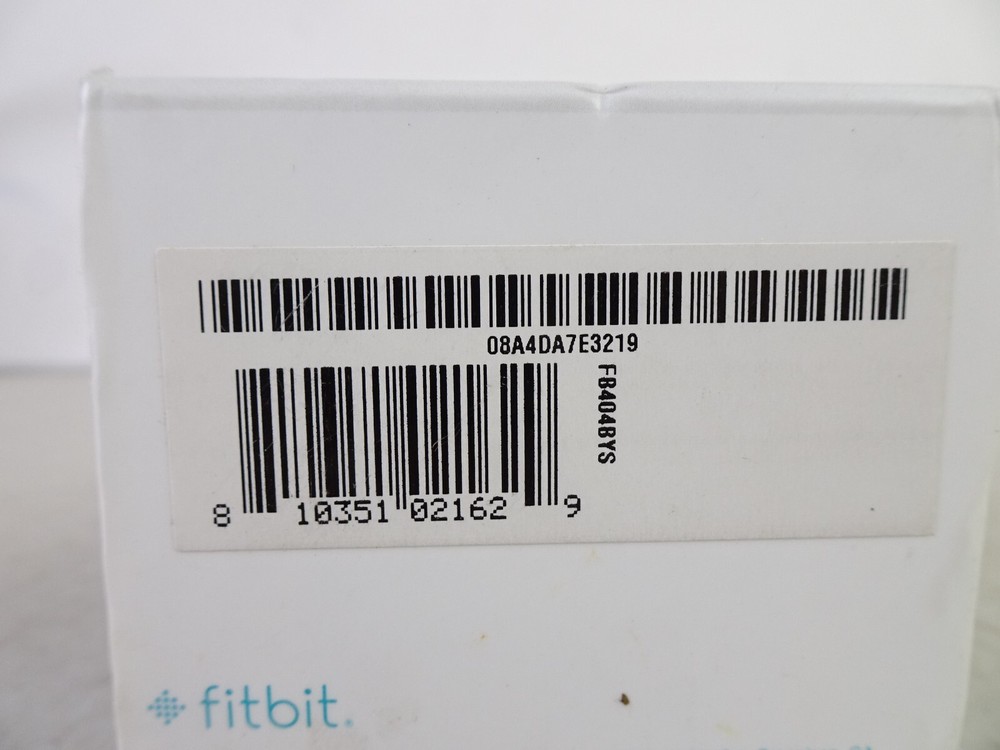 08A4DA7E3219
FB404BYS
8 10351 02162 9
fitbit.